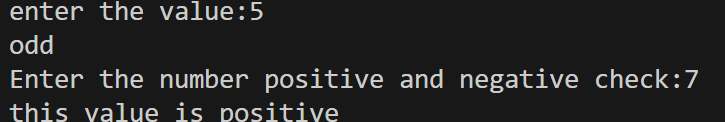 enter the value:5
odd
Enter the number positive and negative check:7
this value is positive